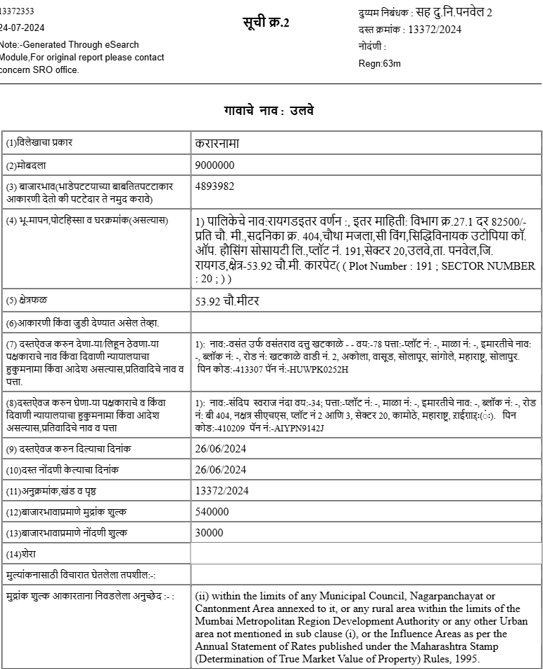 13372353
सूची क्र.2
दुय्यम निबंधक : सह दु.नि.पनवेल 2
24-07-2024
दस्त क्रमांक : 13372/2024
Note:-Generated Through eSearch
Module,For original report please contact
concern SRO office.
नोदंणी :
Regn:63m
गावाचे नाव : उलवे
(1)विलेखाचा प्रकार
करारनामा
(2)मोबदला
9000000
(3) बाजारभाव(भाडेपटटयाच्या बाबतितपटटाकार
आकारणी देतो की पटटेदार ते नमुद करावे)
4893982
(4) भू-मापन,पोटहिस्सा व घरक्रमांक(असल्यास)
1) पालिकेचे नाव:रायगडइतर वर्णन :, इतर माहिती: विभाग क्र.27.1 दर 82500/-
प्रति चौ. मी.,सदनिका क्र. 404,चौथा मजला,सी विंग,सिद्धिविनायक उटोपिया कॉ.
ऑप. हौसिंग सोसायटी लि.,प्लॉट नं. 191,सेक्टर 20,उलवे,ता. पनवेल,जि.
रायगड,क्षेत्र-53.92 चौ.मी. कारपेट( ( Plot Number : 191 ; SECTOR NUMBER
: 20 ; ) )
(5) क्षेत्रफळ
53.92 चौ.मीटर
(6)आकारणी किंवा जुडी देण्यात असेल तेव्हा.
(7) दस्तऐवज करुन देणा-या/लिहून ठेवणा-या
पक्षकाराचे नाव किंवा दिवाणी न्यायालयाचा
हुकुमनामा किंवा आदेश असल्यास,प्रतिवादिचे नाव व
पत्ता.
1): नाव:-वसंत उर्फ वसंतराव दत्तु खटकाळे - - वय:-78 पत्ता:-प्लॉट नं: -, माळा नं: -, इमारतीचे नाव:
-, ब्लॉक नं: -, रोड नं: खटकाळे वाडी नं. 2, अकोला, वासूड, सोलापूर, सांगोले, महाराष्ट्र, सोलापुर.
पिन कोड:-413307 पॅन नं:-HUWPK0252H
(8)दस्तऐवज करुन घेणा-या पक्षकाराचे व किंवा
दिवाणी न्यायालयाचा हुकुमनामा किंवा आदेश
असल्यास,प्रतिवादिचे नाव व पत्ता
1): नाव:-संदिप स्वराज नंदा वय:-34; पत्ता:-प्लॉट नं: -, माळा नं: -, इमारतीचे नाव: -, ब्लॉक नं: -, रोड
नं: बी 404, नक्षत्र सीएचएस, प्लॉट नं 2 आणि 3, सेक्टर 20, कामोठे, महाराष्ट्र, पिन
कोड:-410209 पॅन नं:-AIYPN9142J
(9) दस्तऐवज करुन दिल्याचा दिनांक
26/06/2024
(10)दस्त नोंदणी केल्याचा दिनांक
26/06/2024
(11)अनुक्रमांक,खंड व पृष्ठ
13372/2024
(12)बाजारभावाप्रमाणे मुद्रांक शुल्क
540000
(13)बाजारभावाप्रमाणे नोंदणी शुल्क
30000
(14)शेरा
मुल्यांकनासाठी विचारात घेतलेला तपशील:-:
मुद्रांक शुल्क आकारताना निवडलेला अनुच्छेद :- :
(ii) within the limits of any Municipal Council, Nagarpanchayat or
Cantonment Area annexed to it, or any rural area within the limits of the
Mumbai Metropolitan Region Development Authority or any other Urban
area not mentioned in sub clause (i), or the Influence Areas as per the
Annual Statement of Rates published under the Maharashtra Stamp
(Determination of True Market Value of Property) Rules, 1995.